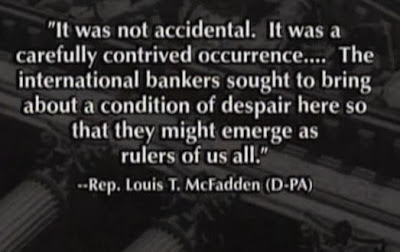 "It was not accidental.  It was a
carefully contrived occurrence....  The
international bankers sought to bring
about a condition of despair here so
that they might emerge as
rulers of us all."
--Rep. Louis T. McFadden (D-PA)